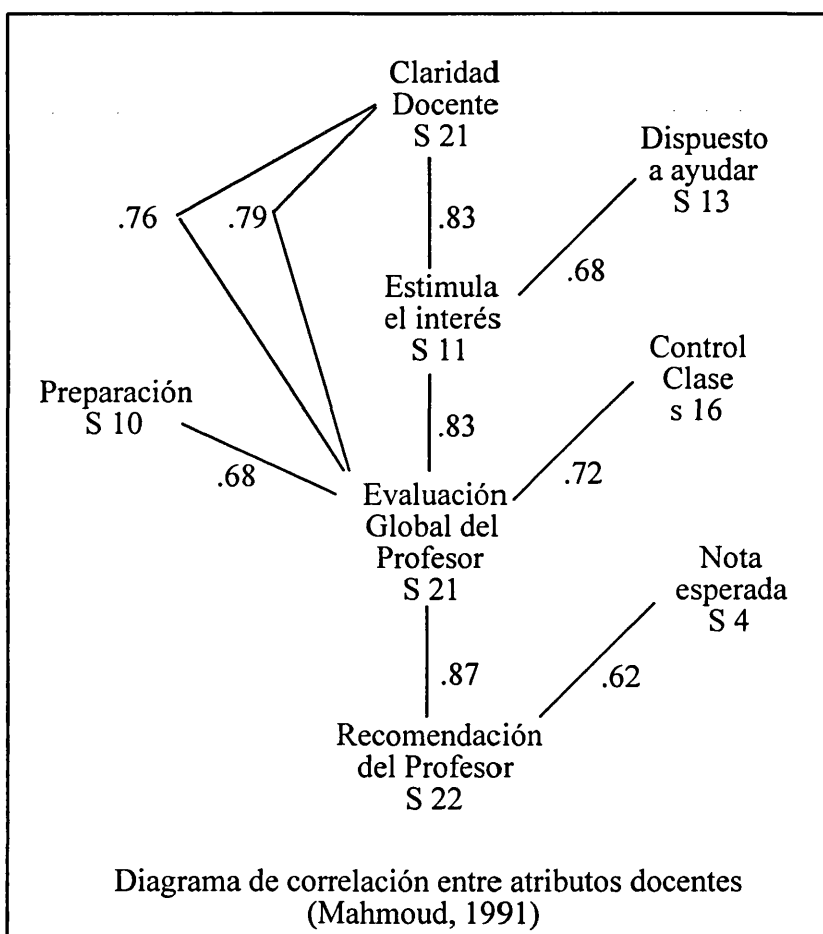 Claridad
Docente
S 21
Dispuesto
a ayudar
S 13
.76
.79
.83
.68
Estimula
el interés
S 11
Control
Clase
s 16
Preparación
S 10
.83
.68
.72
Evaluación
Global del
Profesor
S 21
Nota
esperada
S 4
.87
.62
Recomendación
del Profesor
S 22
Diagrama de correlación entre atributos docentes
(Mahmoud, 1991)